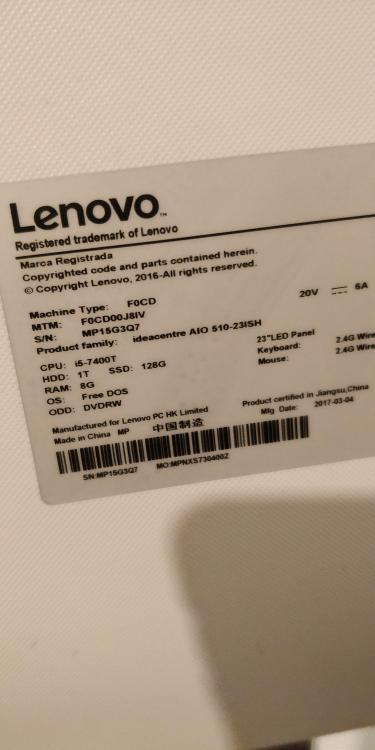 Lenovo™
Registered trademark of Lenovo
Marca Registrada
Copyrighted code and parts contained herein.
© Copyright Lenovo, 2016-All rights reserved.
20V ⎓ 6A
Machine Type: F0CD
MTM: F0CD00J8IV
S/N: MP15G3Q7
Product family: ideacentre AIO 510-23ISH
CPU: i5-7400T
HDD: 1T SSD: 128G
RAM: 8G
OS: Free DOS
ODD: DVDRW
23"LED Panel
Keyboard: 2.4G Wire
Mouse: 2.4G Wire
Manufactured for Lenovo PC HK Limited
Made in China MP 中国制造
Product certified in Jiangsu,China
Mfg Date: 2017-03-04
SN:MP15G3Q7 MO:MPNXS730400Z